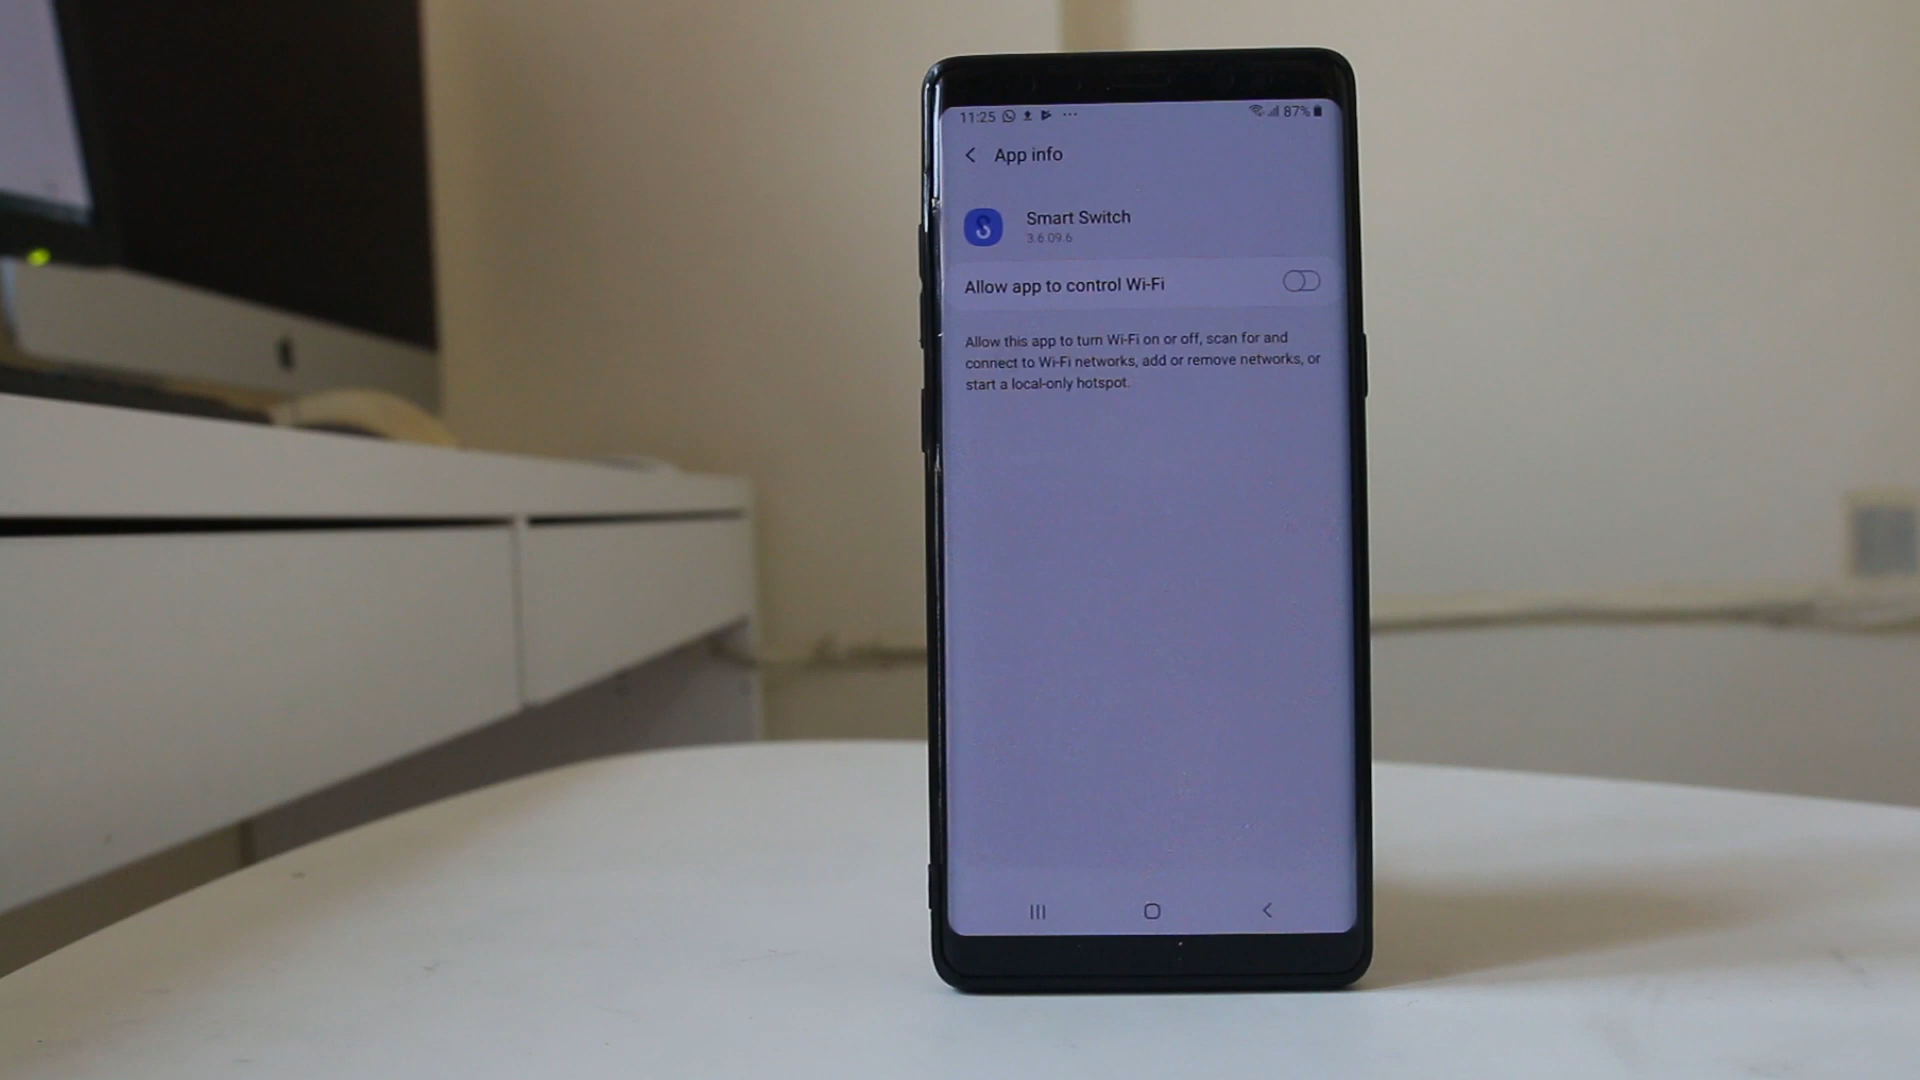 11:25 87%
App info
Smart Switch
3.6.09.6
Allow app to control Wi-Fi
Allow this app to turn Wi-Fi on or off, scan for and
connect to Wi-Fi networks, add or remove networks, or
start a local-only hotspot.